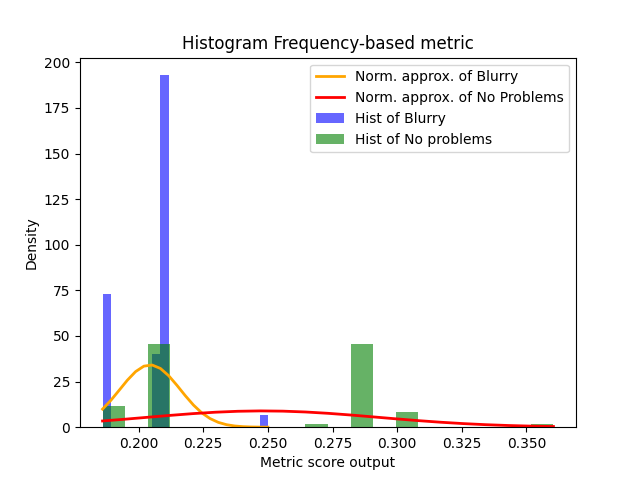 Histogram Frequency-based metric
200
175
150
125
100
75
50
25
0
Density
Norm. approx. of Blurry
Norm. approx. of No Problems
Hist of Blurry
Hist of No problems
0.200 0.225 0.250 0.275 0.300 0.325 0.350
Metric score output